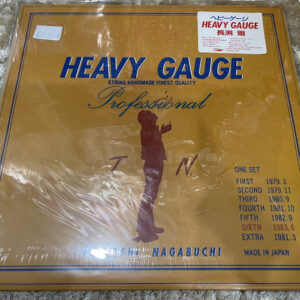 ヘビーゲージ
HEAVY GAUGE
長渕 剛
HEAVY GAUGE
STRING HANDMADE FINEST QUALITY
Professional
T N
ONE SET
FIRST 1979.3
SECOND 1979.11
THIRD 1980.9
FOURTH 1981.10
FIFTH 1982.9
SIXTH 1983.6
EXTRA 1981.3
NAGABUCHI
MADE IN JAPAN